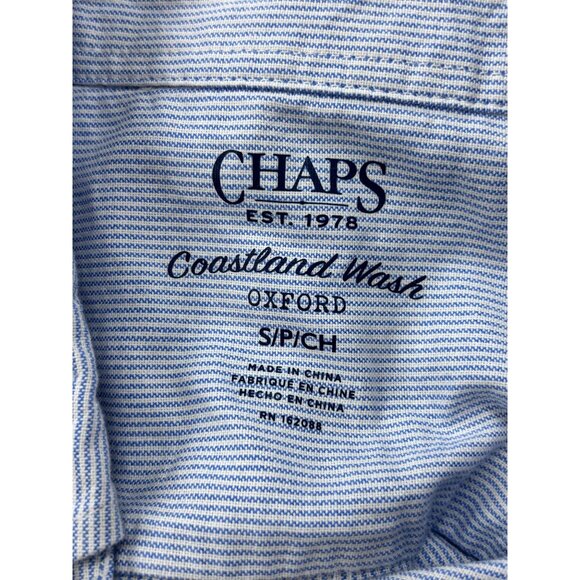 CHAPS
EST. 1978
Coastland Wash
OXFORD
S/P/CH
MADE IN CHINA
FABRIQUE EN CHINE
HECHO EN CHINA
RN 162088